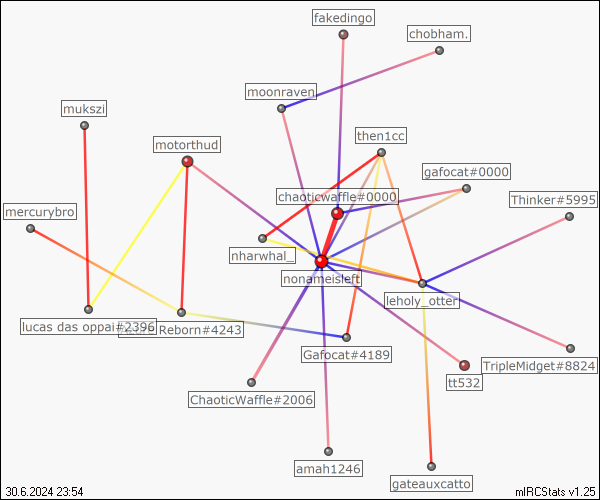 fakedingo
chobham.
moonraven
mukszi
then1cc
motorthud
gafocat#0000
chaoticwaffle#0000
Thinker#5995
mercurybro
nharwhal_
nonameisleft
leholy_otter
lucas das oppai#2396
Reborn#4243
Gafocat#4189
TripleMidget#8824
tt532
ChaoticWaffle#2006
amah1246
gateauxcatto
30.6.2024 23:54
mIRCStats v1.25